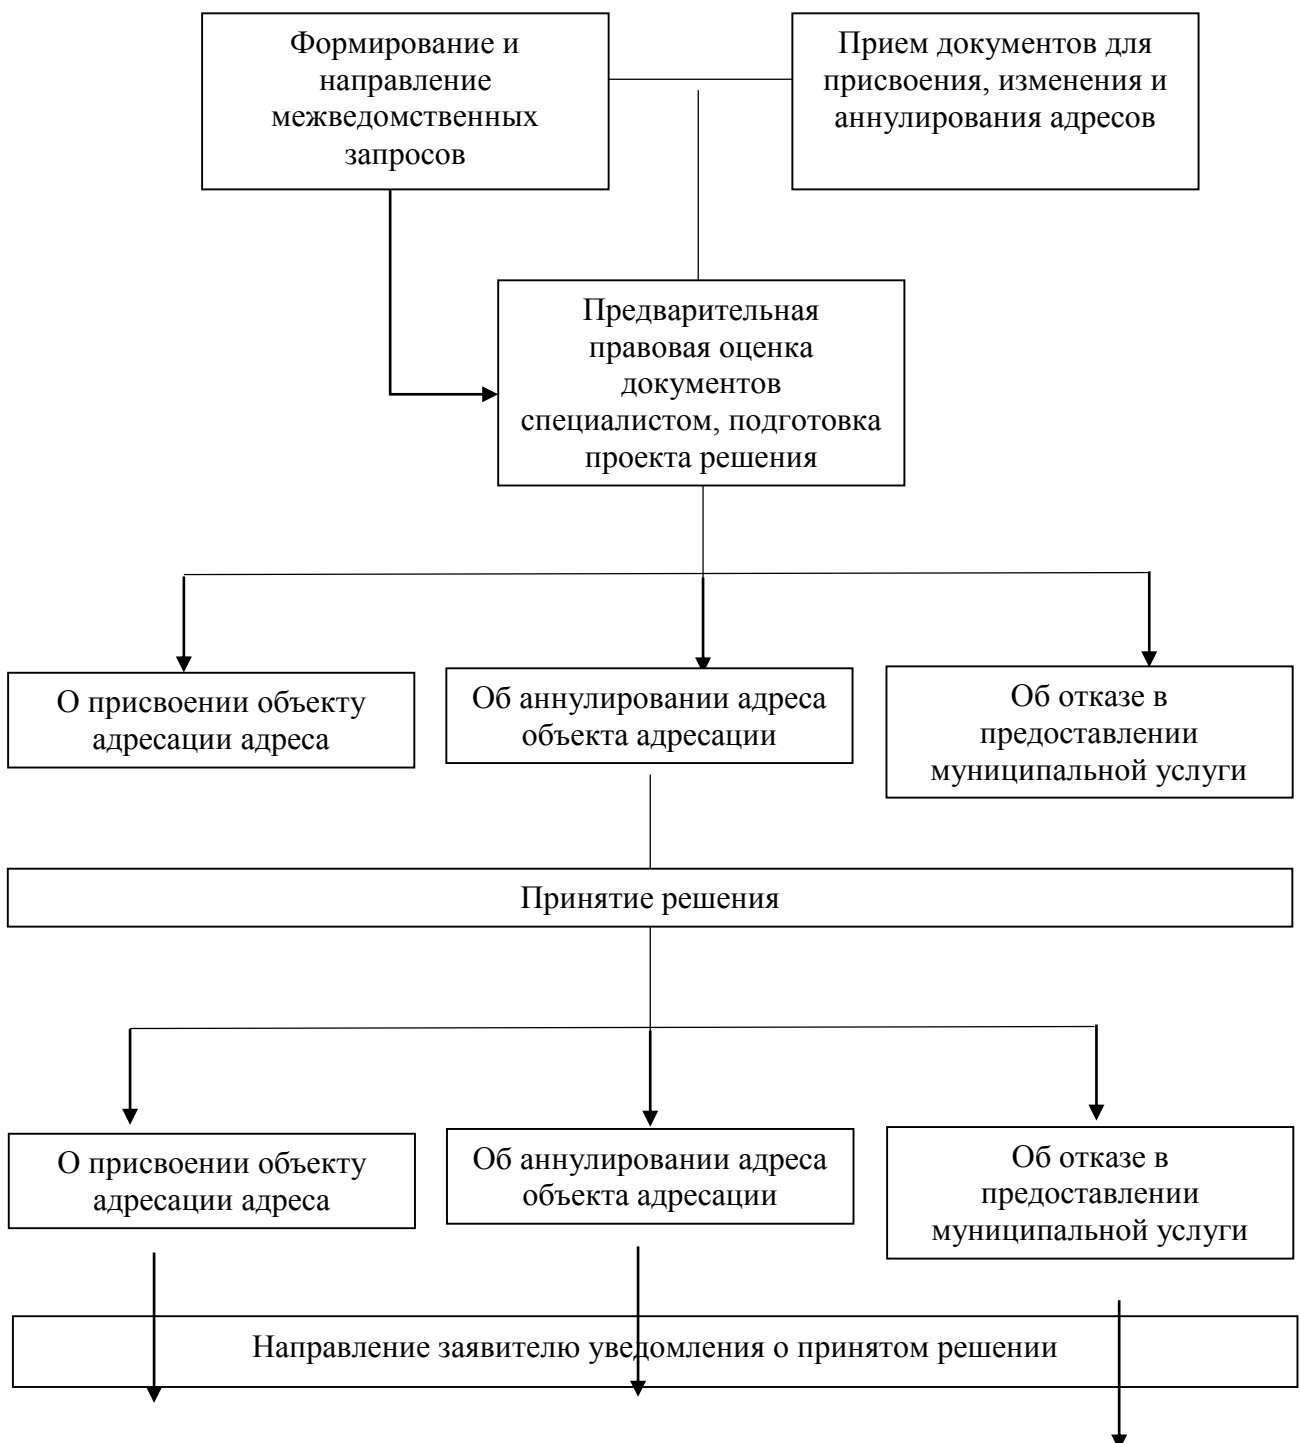 Формирование и
направление
межведомственных
запросов
Прием документов для
присвоения, изменения и
аннулирования адресов
Предварительная
правовая оценка
документов
специалистом, подготовка
проекта решения
О присвоении объекту
адресации адреса
Об аннулировании адреса
объекта адресации
Об отказе в
предоставлении
муниципальной услуги
Принятие решения
О присвоении объекту
адресации адреса
Об аннулировании адреса
объекта адресации
Об отказе в
предоставлении
муниципальной услуги
Направление заявителю уведомления о принятом решении